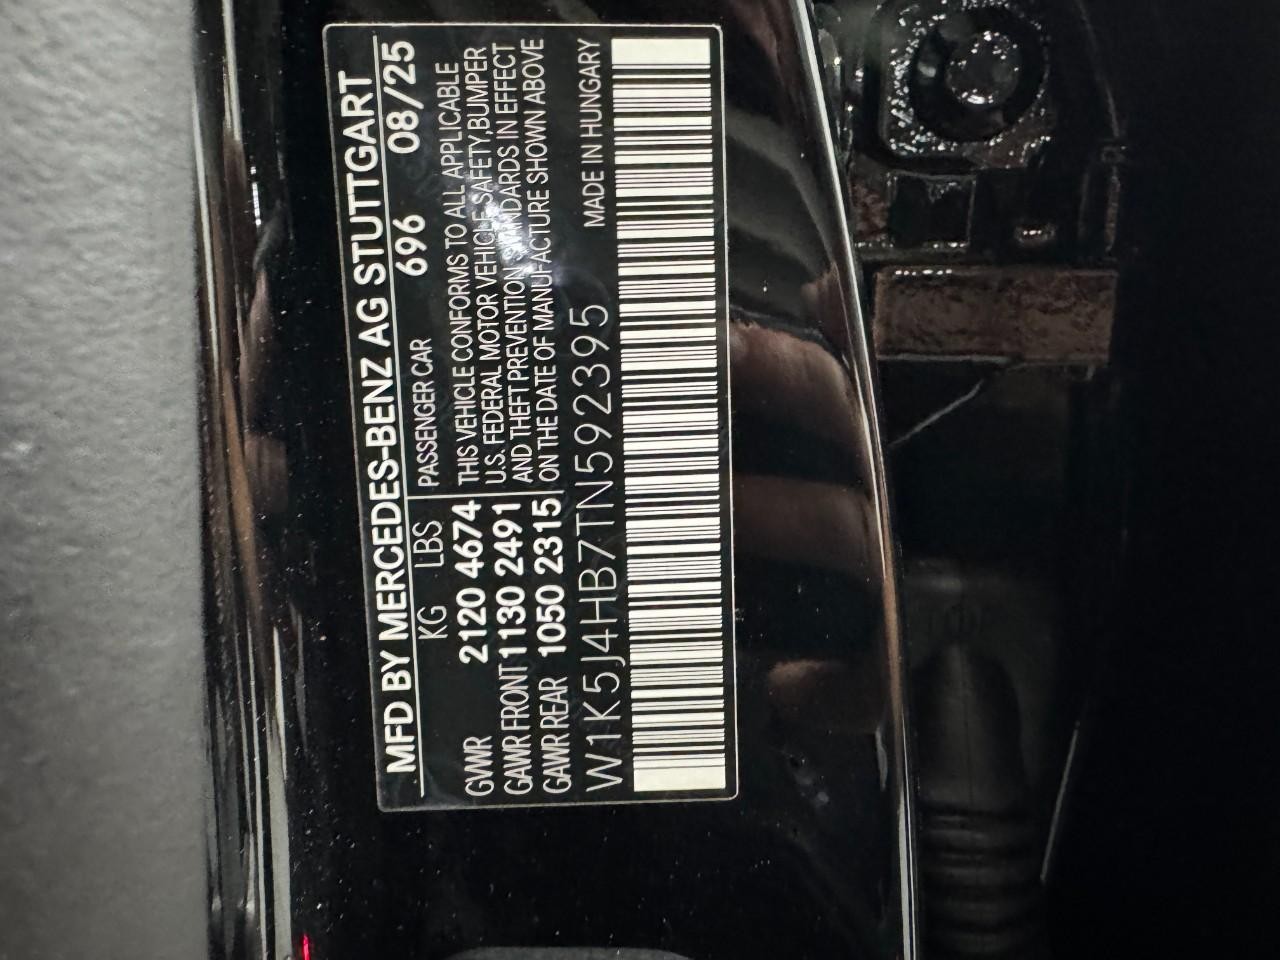 MFD BY MERCEDES-BENZ AG STUTTGART
KG LBS PASSENGER CAR 696 08/25
GVWR 2120 4674
GAWR FRONT 1130 2491
GAWR REAR 1050 2315
THIS VEHICLE CONFORMS TO ALL APPLICABLE
U.S. FEDERAL MOTOR VEHICLE SAFETY,BUMPER
AND THEFT PREVENTION STANDARDS IN EFFECT
ON THE DATE OF MANUFACTURE SHOWN ABOVE
W1K5J4HB7TN592395 MADE IN HUNGARY